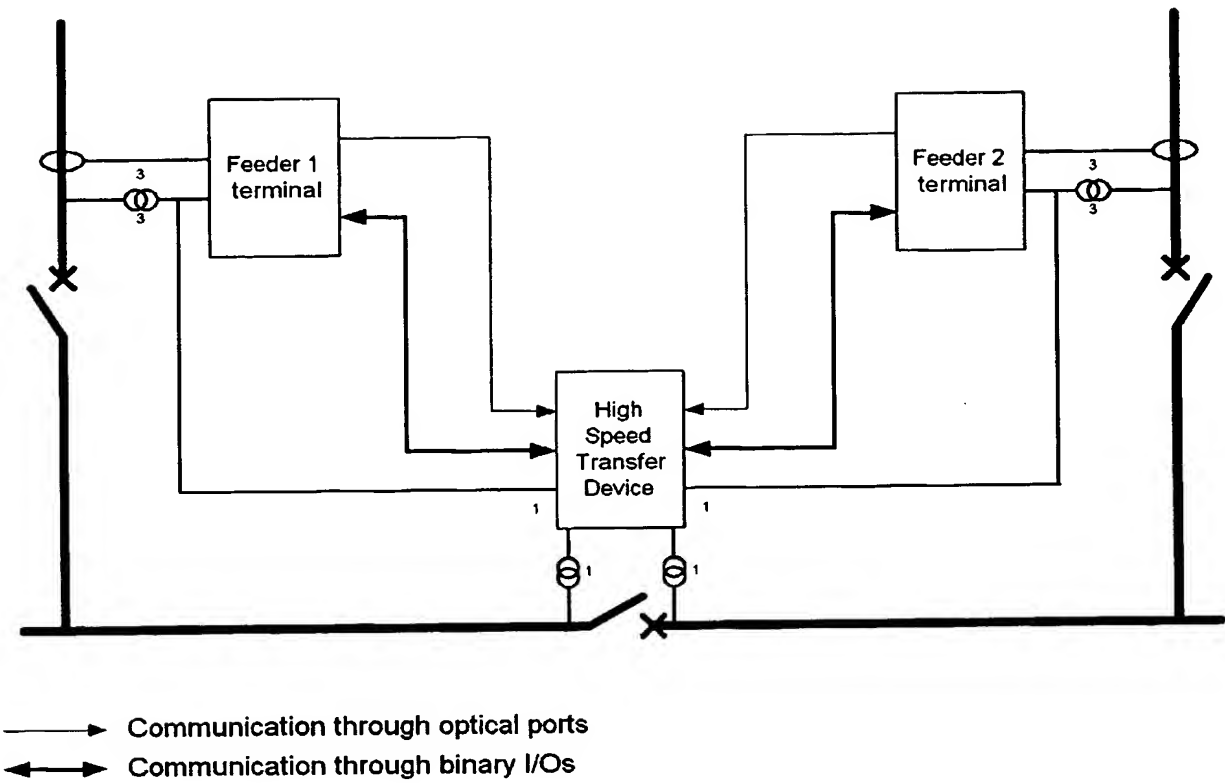 Feeder 1
terminal
3
3
Feeder 2
terminal
3
3
High
Speed
Transfer
Device
1
1
1
1
Communication through optical ports
Communication through binary I/Os